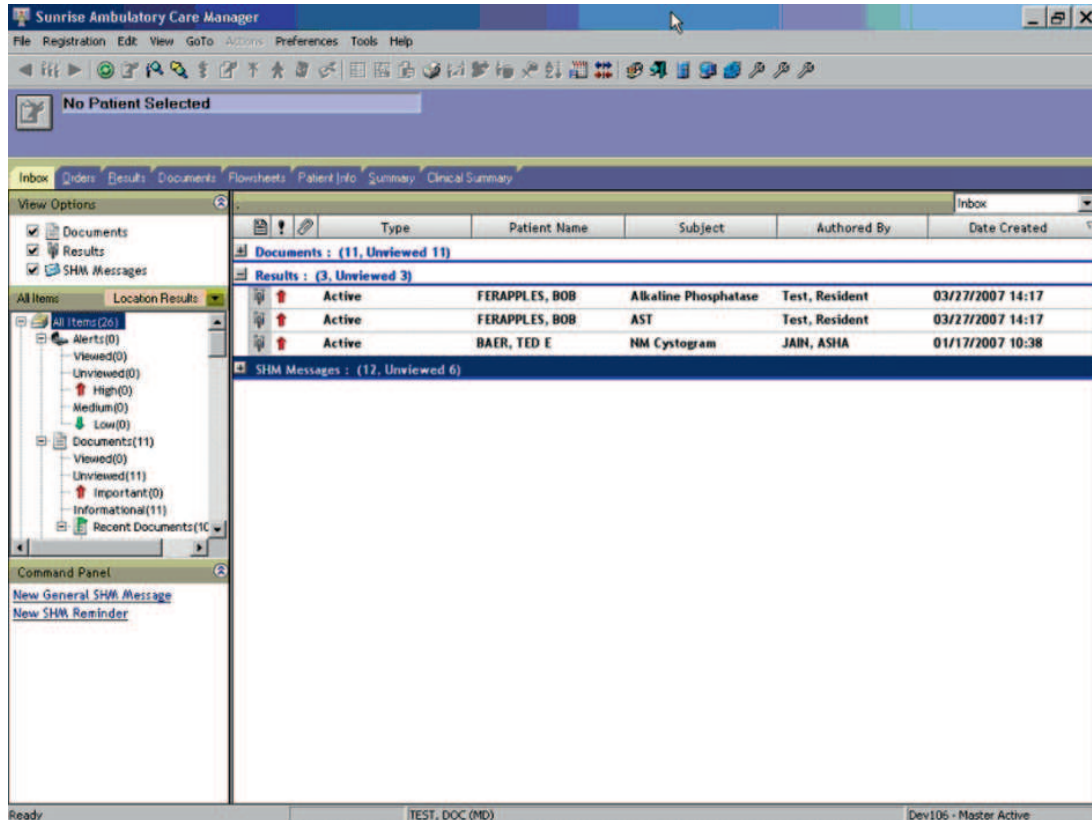 Sunrise Ambulatory Care Manager
File Registration Edit View GoTo Actions Preferences Tools Help
No Patient Selected
Inbox Orders Results Documents Flowsheets Patient Info Summary Clinical Summary
View Options
Documents
Results
SHM Messages
All Items Location Results
All Items(26)
Alerts(0)
Viewed(0)
Unviewed(0)
High(0)
Medium(0)
Low(0)
Documents(11)
Viewed(0)
Unviewed(11)
Important(0)
Informational(11)
Recent Documents(10
Command Panel
New General SHM Message
New SHM Reminder
Inbox
Type Patient Name Subject Authored By Date Created
Documents : (11, Unviewed 11)
Results : (3, Unviewed 3)
Active FERAPPLES, BOB Alkaline Phosphatase Test, Resident 03/27/2007 14:17
Active FERAPPLES, BOB AST Test, Resident 03/27/2007 14:17
Active BAER, TED E NM Cystogram JAIN, ASHA 01/17/2007 10:38
SHM Messages : (12, Unviewed 6)
Ready TEST, DOC (MD) Dev106 - Master Active